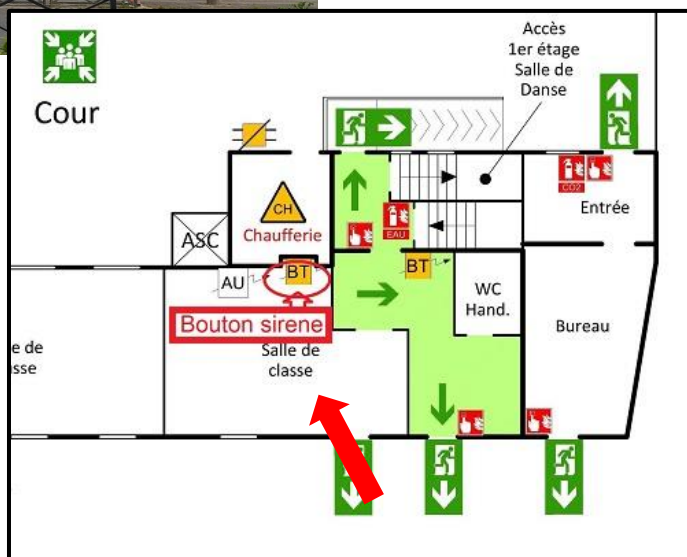 Cour
Accès
1er étage
Salle de
Danse
CO2
Entrée
CH
Chaufferie
EAU
ASC
AU
BT
BT
WC
Hand.
Bouton sirene
Bureau
Salle de
classe
e de
sse